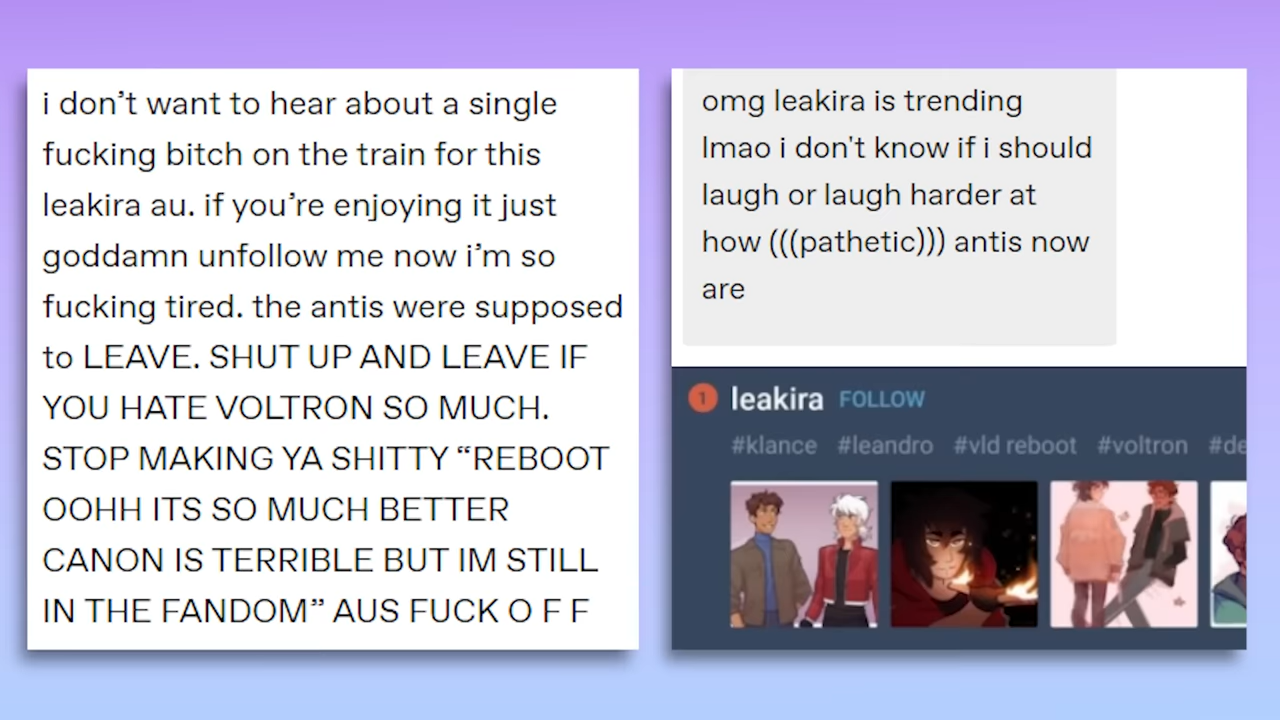 i don’t want to hear about a single
fucking bitch on the train for this
leakira au. if you’re enjoying it just
goddamn unfollow me now i’m so
fucking tired. the antis were supposed
to LEAVE. SHUT UP AND LEAVE IF
YOU HATE VOLTRON SO MUCH.
STOP MAKING YA SHITTY “REBOOT
OOHH ITS SO MUCH BETTER
CANON IS TERRIBLE BUT IM STILL
IN THE FANDOM” AUS FUCK O F F
omg leakira is trending
lmao i don't know if i should
laugh or laugh harder at
how (((pathetic))) antis now
are
1 leakira FOLLOW
#klance #leandro #vld reboot #voltron #de